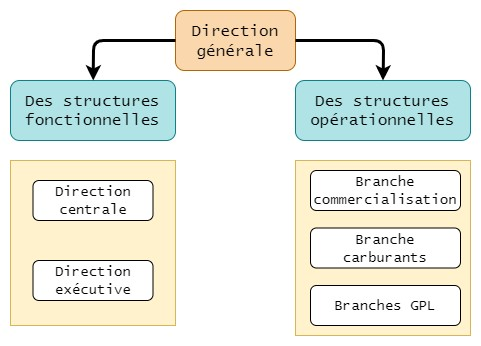 Direction
générale
Des structures
fonctionnelles
Des structures
opérationnelles
Direction
centrale
Direction
exécutive
Branche
commercialisation
Branche
carburants
Branches GPL